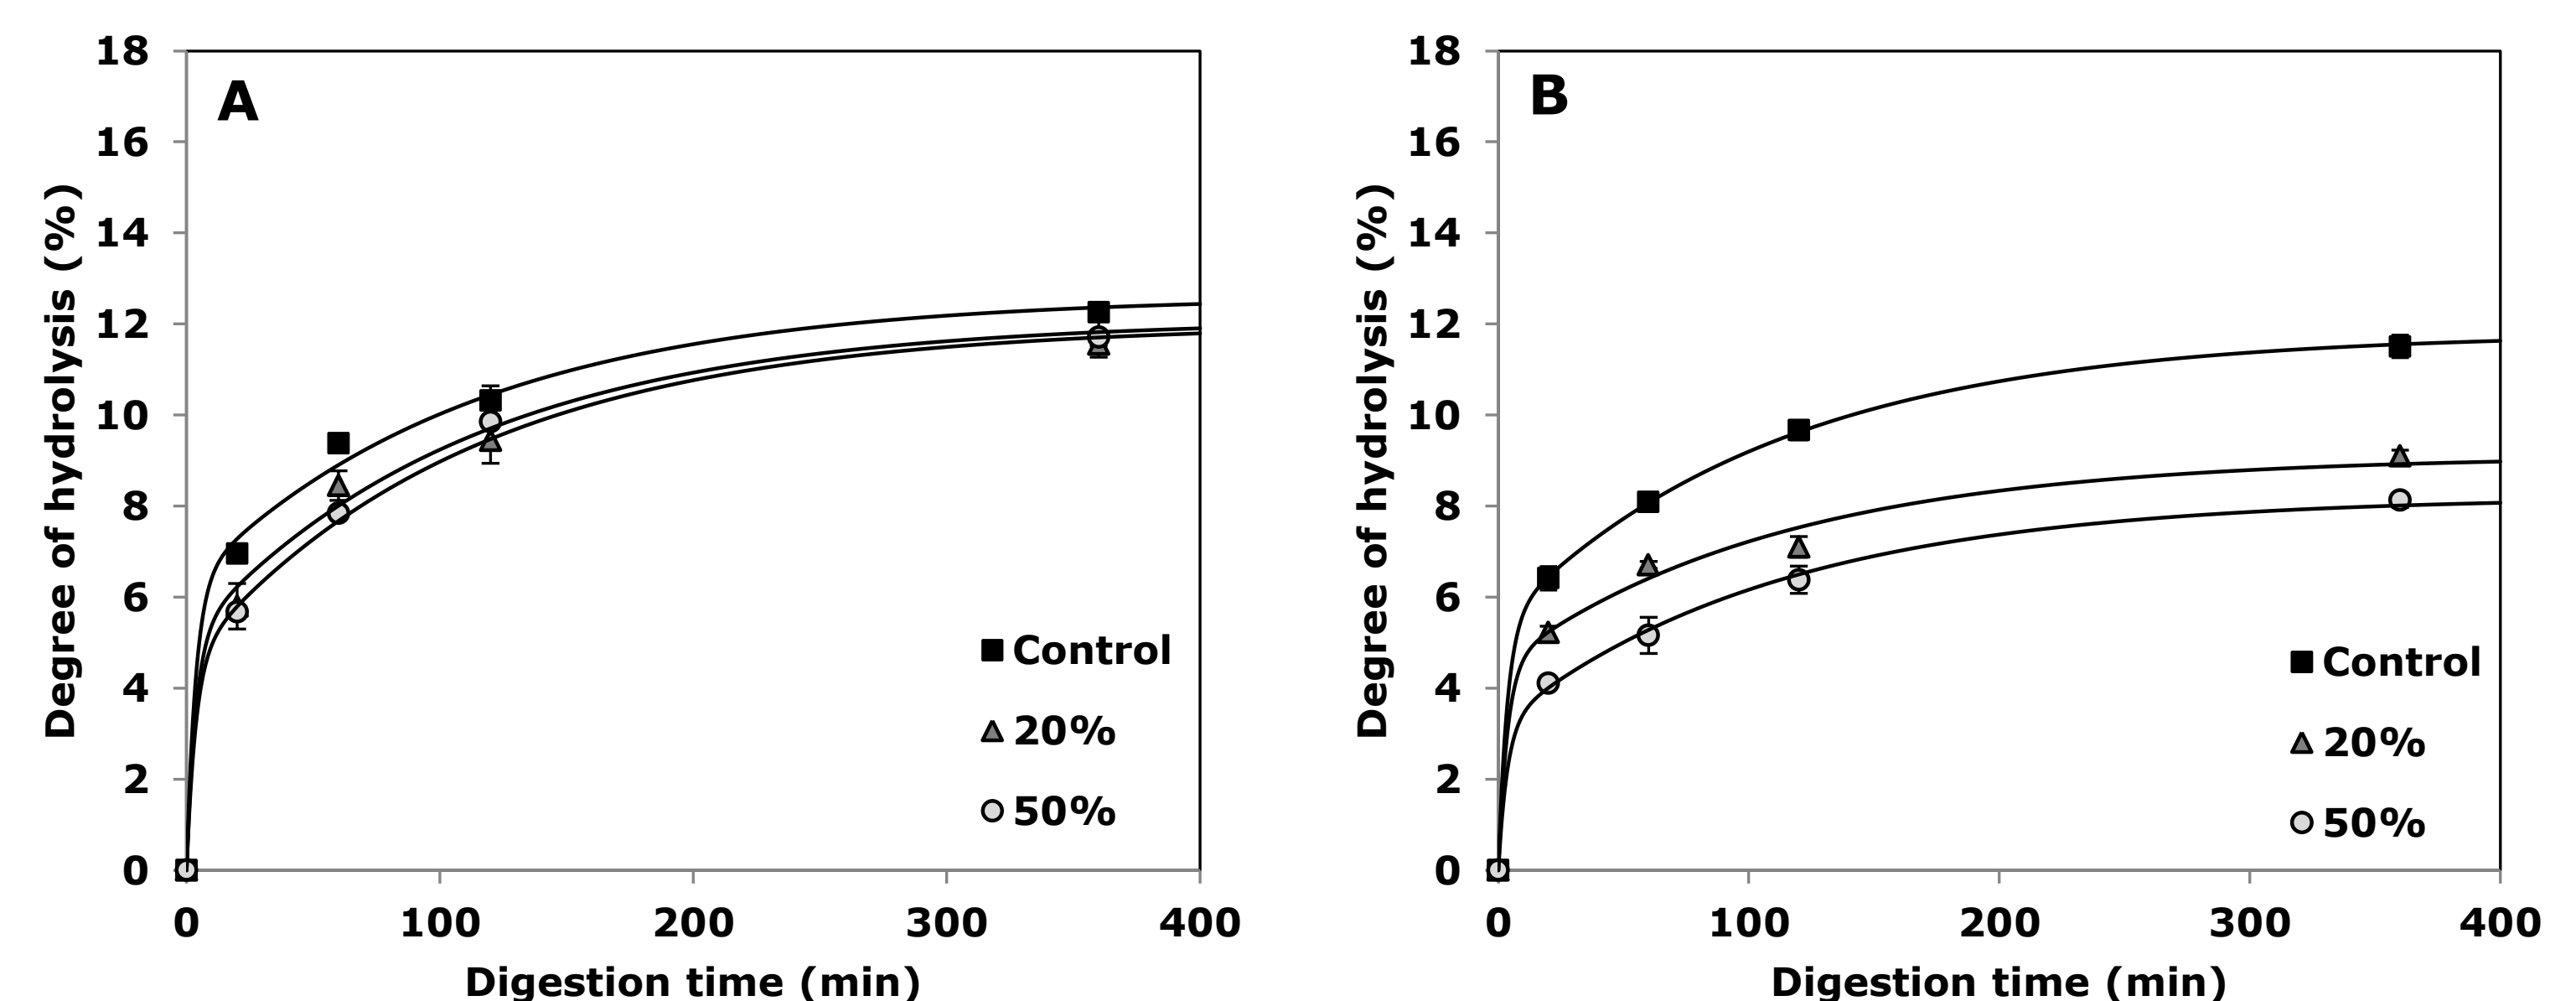 A
Degree of hydrolysis (%)
18
16
14
12
10
8
6
4
2
0
0 100 200 300 400
Digestion time (min)
Control
20%
50%
B
Degree of hydrolysis (%)
18
16
14
12
10
8
6
4
2
0
0 100 200 300 400
Digestion time (min)
Control
20%
50%